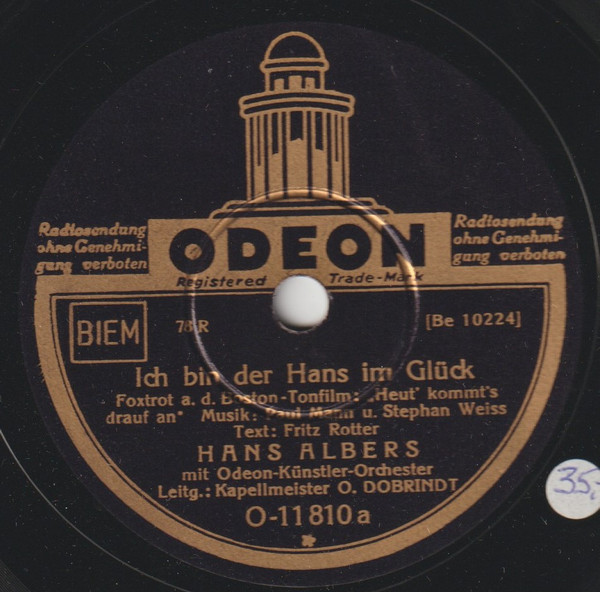 Radiosendung
ohne Genehmi-
gung verboten
ODEON
Radiosendung
ohne Genehmi-
gung verboten
Registered Trade-Mark
BIEM
78 R
[Be 10224]
Ich bin der Hans im Glück
Foxtrot a. d. Boston-Tonfilm: „Heut' kommt's
drauf an" Musik: Paul Mann u. Stephan Weiss
Text: Fritz Rotter
HANS ALBERS
mit Odeon-Künstler-Orchester
Leitg.: Kapellmeister O. DOBRINDT
O-11810a
35,-